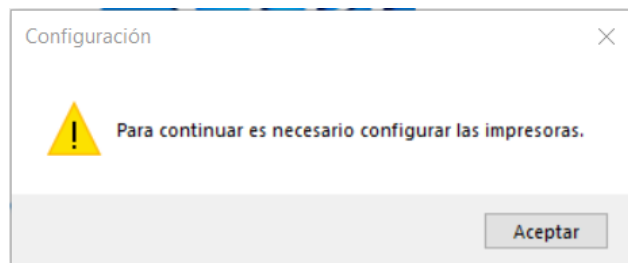 Configuración
Para continuar es necesario configurar las impresoras.
Aceptar